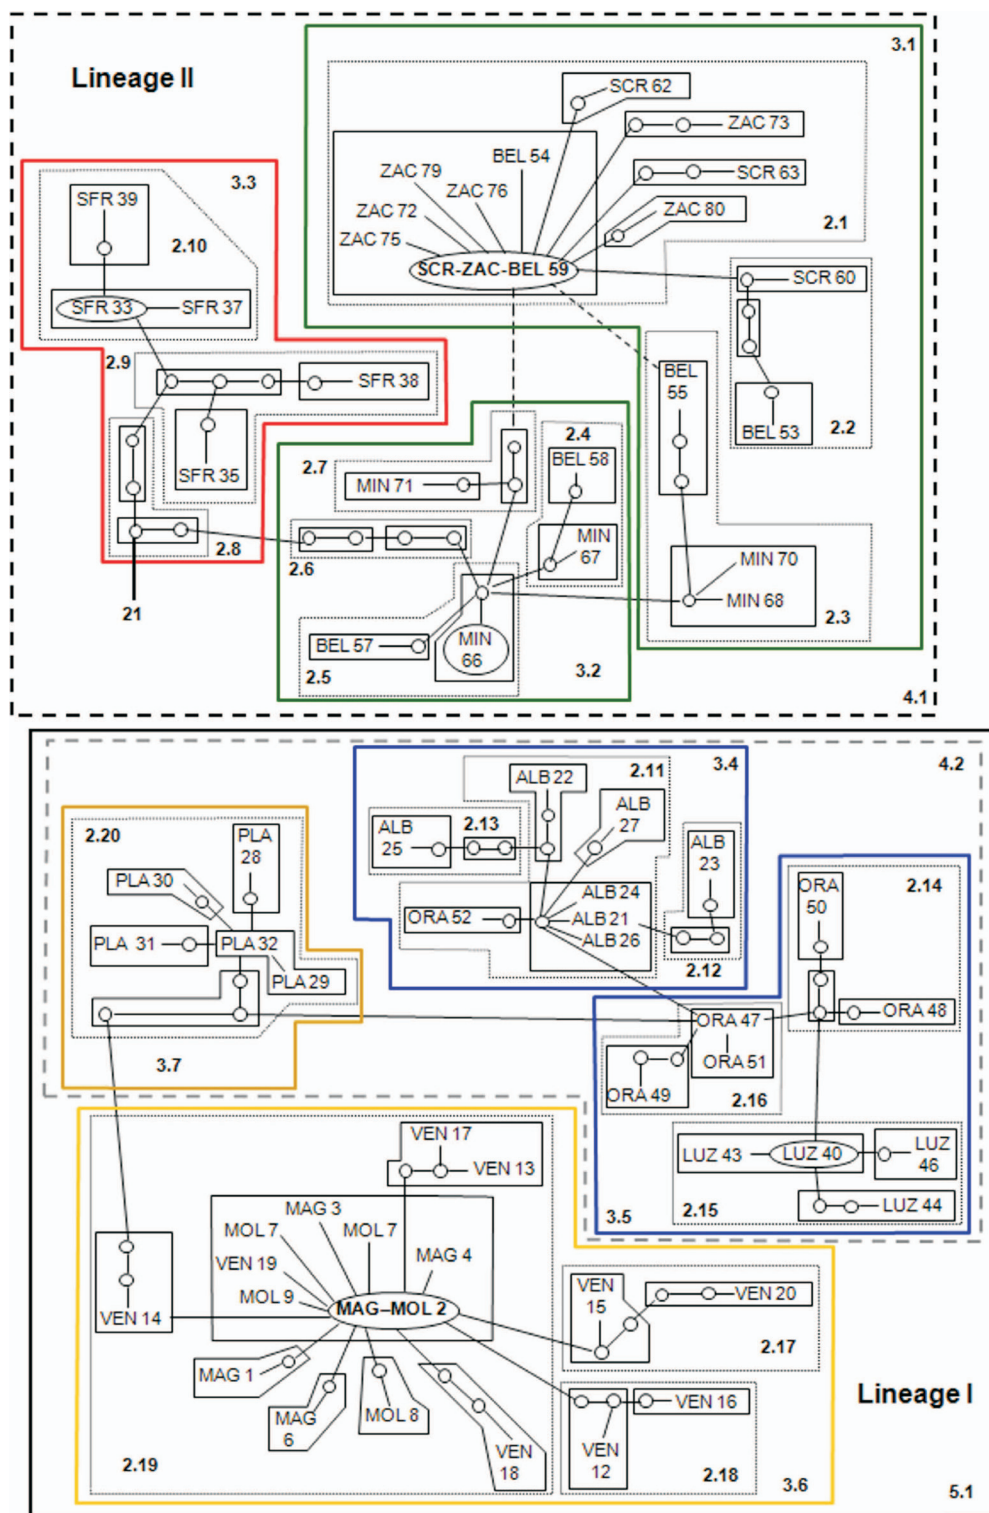 3.1
Lineage II
SCR 62
ZAC 73
BEL 54
ZAC 79
ZAC 76
SCR 63
3.3
SFR 39
ZAC 72
ZAC 80
2.1
2.10
ZAC 75
SCR-ZAC-BEL 59
SCR 60
SFR 33
SFR 37
2.9
BEL
55
SFR 38
BEL 53
2.2
2.4
BEL 58
2.7
SFR 35
MIN 71
MIN
67
2.8
2.6
MIN 70
21
MIN 68
2.3
BEL 57
MIN
66
2.5
3.2
4.1
3.4
4.2
2.11
ALB 22
ALB
27
2.20
PLA
28
ALB
25
2.13
ALB
23
2.14
ORA
50
PLA 30
ALB 24
ORA 52
ALB 21
PLA 31
PLA 32
ALB 26
2.12
PLA 29
ORA 48
ORA 47
3.7
ORA 51
ORA 49
2.16
VEN 17
LUZ 43
LUZ 40
LUZ
46
VEN 13
MAG 3
2.15
3.5
LUZ 44
MOL 7
MOL 7
MAG 4
VEN 19
MOL 9
VEN
15
VEN 20
VEN 14
MAG–MOL 2
2.17
MAG 1
Lineage I
MAG
6
MOL 8
VEN 16
VEN
18
VEN
12
2.19
2.18
3.6
5.1